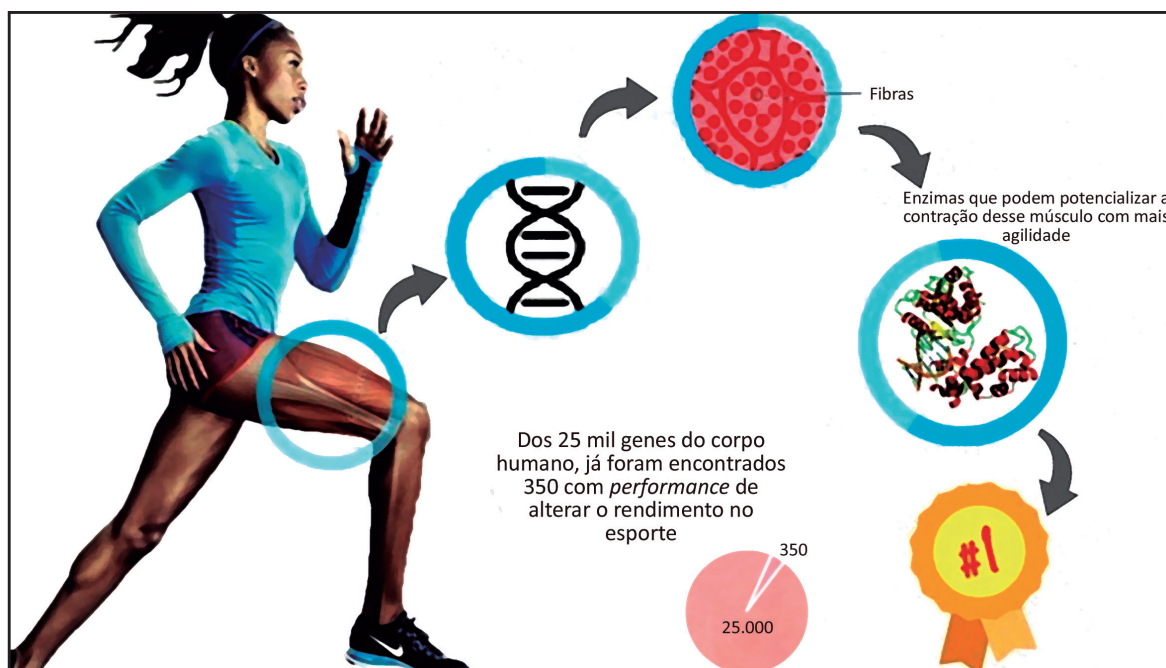 Fibras
Enzimas que podem potencializar a
contração desse músculo com mais
agilidade
Dos 25 mil genes do corpo
humano, já foram encontrados
350 com performance de
alterar o rendimento no
esporte
350
25.000
#1